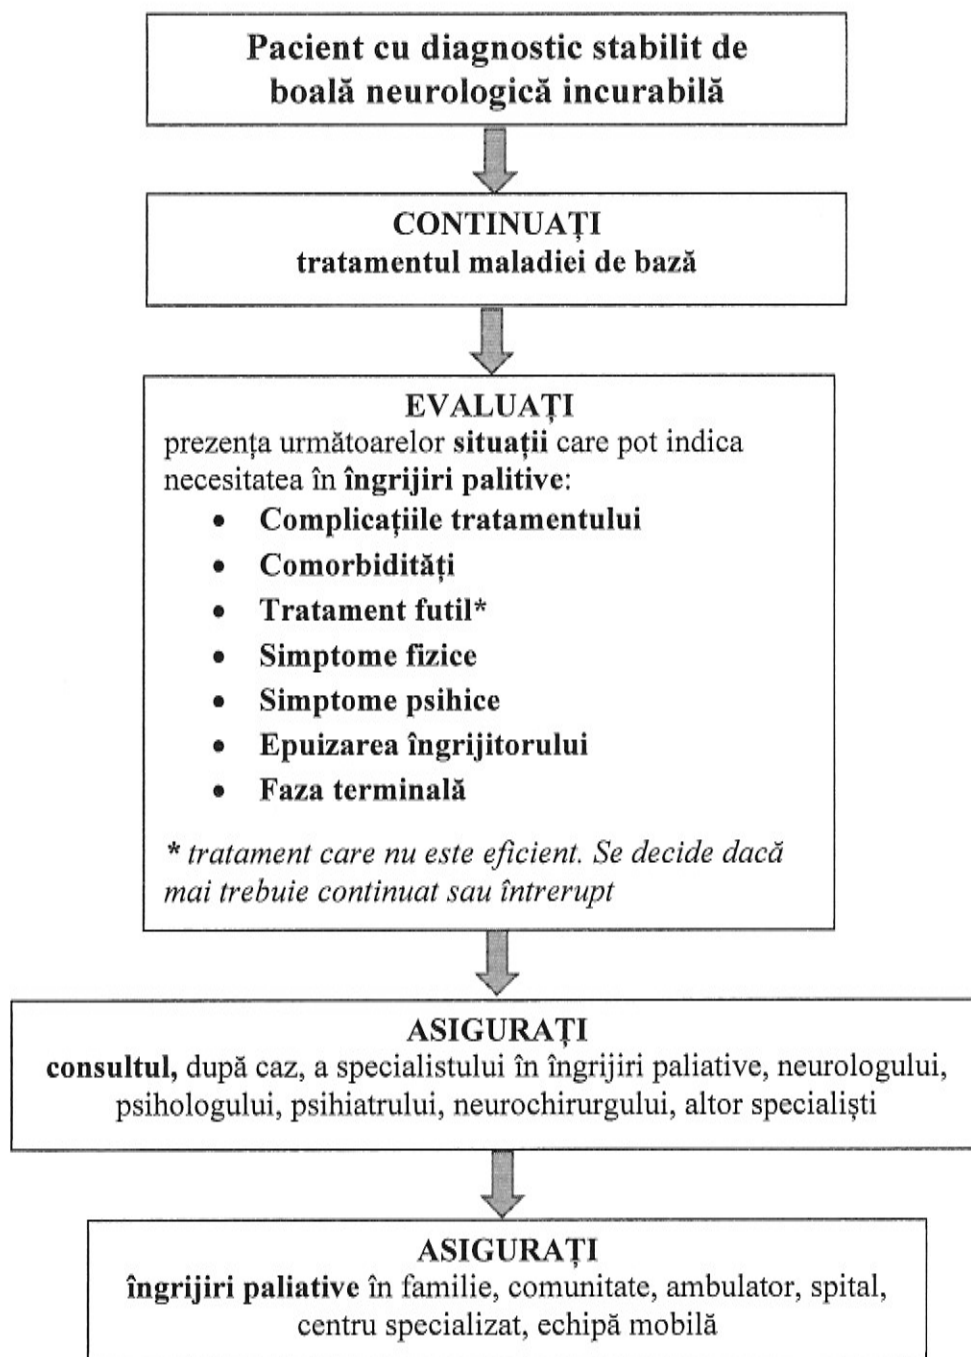 Pacient cu diagnostic stabilit de
boală neurologică incurabilă
CONTINUAȚI
tratamentul maladiei de bază
EVALUAȚI
prezența următoarelor situații care pot indica
necesitatea în îngrijiri palitive:
• Complicațiile tratamentului
• Comorbidități
• Tratament futil*
• Simptome fizice
• Simptome psihice
• Epuizarea îngrijitorului
• Faza terminală
* tratament care nu este eficient. Se decide dacă
mai trebuie continuat sau întrerupt
ASIGURAȚI
consultul, după caz, a specialistului în îngrijiri paliative, neurologului,
psihologului, psihiatrului, neurochirurgului, altor specialiști
ASIGURAȚI
îngrijiri paliative în familie, comunitate, ambulator, spital,
centru specializat, echipă mobilă